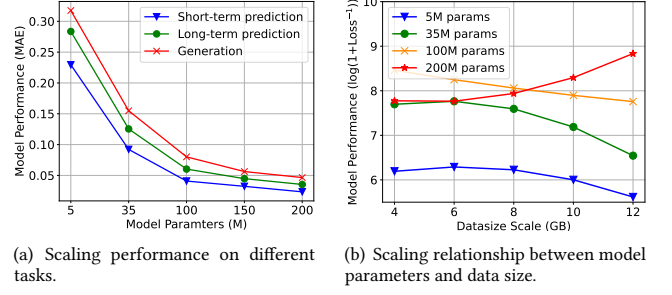 Model Performance (MAE)
0.30
0.25
0.20
0.15
0.10
0.05
Short-term prediction
Long-term prediction
Generation
5
35
100
150
200
Model Paramters (M)
(a) Scaling performance on different
tasks.
Model Performance (log(1+Loss⁻¹))
10
9
8
7
6
5M params
35M params
100M params
200M params
4
6
8
10
12
Datasize Scale (GB)
(b) Scaling relationship between model
parameters and data size.